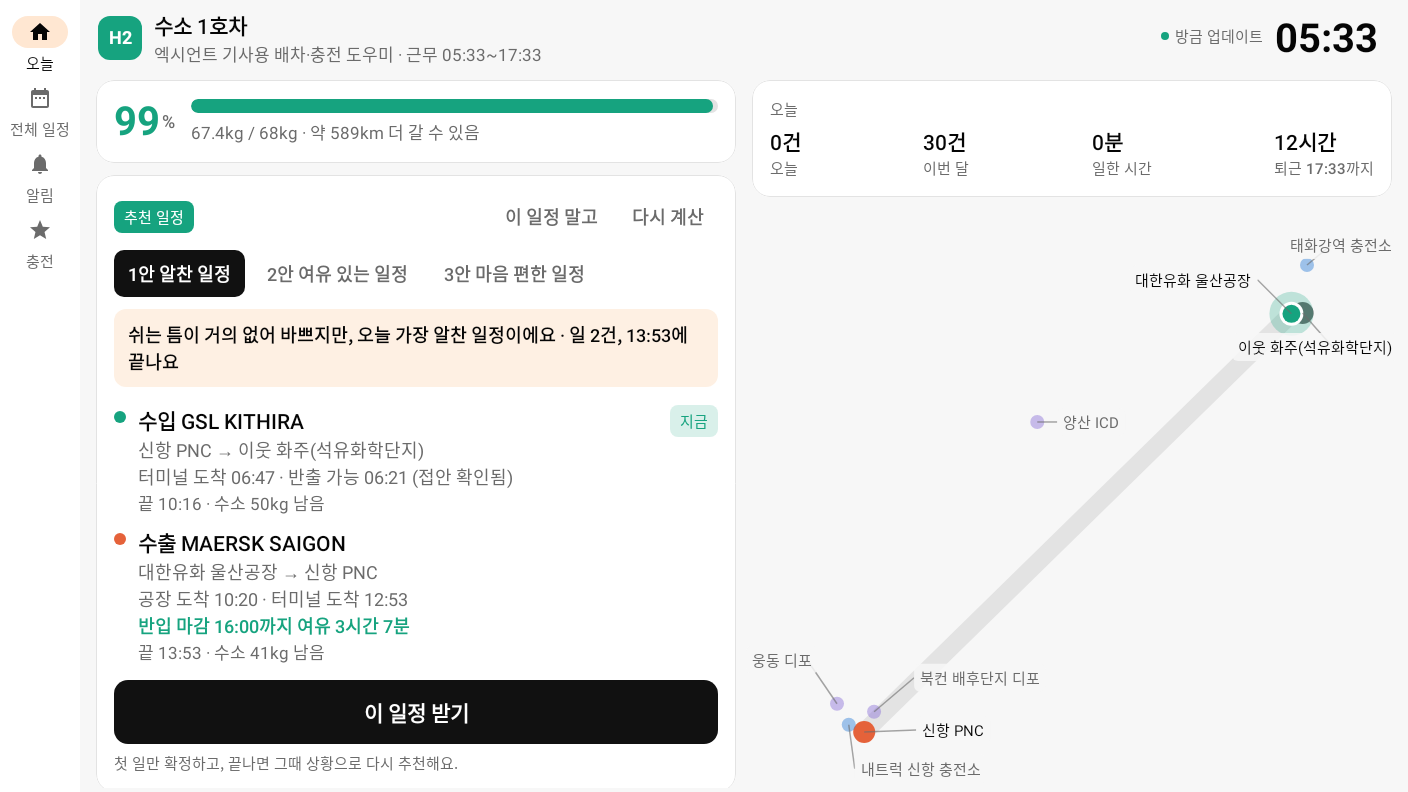 오늘
전체 일정
알림
충전
H2
수소 1호차
엑시언트 기사용 배차·충전 도우미 · 근무 05:33~17:33
방금 업데이트
05:33
99%
67.4kg / 68kg · 약 589km 더 갈 수 있음
추천 일정
이 일정 말고
다시 계산
1안 알찬 일정
2안 여유 있는 일정
3안 마음 편한 일정
쉬는 틈이 거의 없어 바쁘지만, 오늘 가장 알찬 일정이에요 · 일 2건, 13:53에
끝나요
수입 GSL KITHIRA
지금
신항 PNC → 이웃 화주(석유화학단지)
터미널 도착 06:47 · 반출 가능 06:21 (접안 확인됨)
끝 10:16 · 수소 50kg 남음
수출 MAERSK SAIGON
대한유화 울산공장 → 신항 PNC
공장 도착 10:20 · 터미널 도착 12:53
반입 마감 16:00까지 여유 3시간 7분
끝 13:53 · 수소 41kg 남음
이 일정 받기
첫 일만 확정하고, 끝나면 그때 상황으로 다시 추천해요.
오늘
0건
오늘
30건
이번 달
0분
일한 시간
12시간
퇴근 17:33까지
태화강역 충전소
대한유화 울산공장
이웃 화주(석유화학단지)
양산 ICD
웅동 디포
북컨 배후단지 디포
신항 PNC
내트럭 신항 충전소